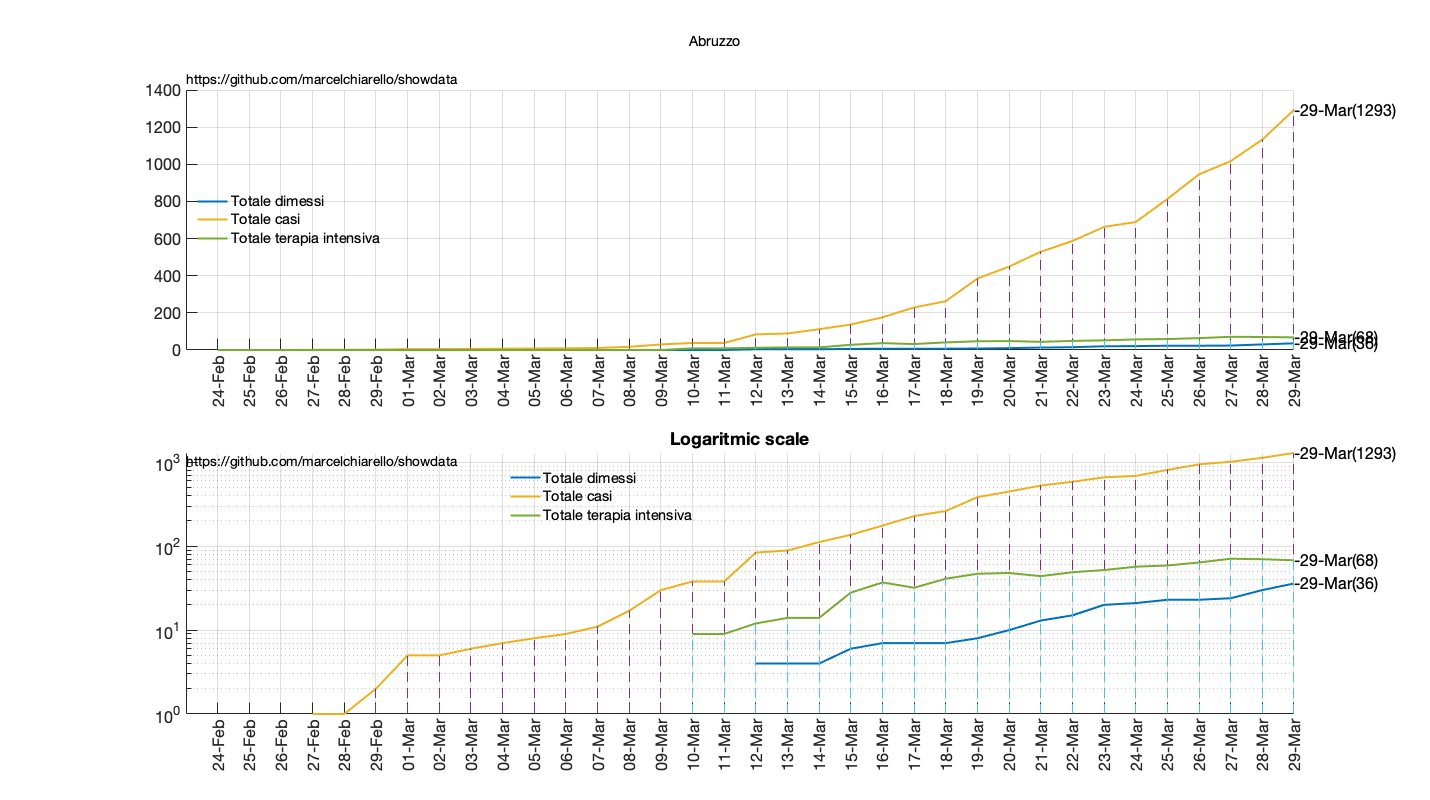 Abruzzo
https://github.com/marcelchiarello/showdata
1400
1200
1000
800
600
400
200
0
Totale dimessi
Totale casi
Totale terapia intensiva
-29-Mar(1293)
-29-Mar(68)
-29-Mar(36)
24-Feb
25-Feb
26-Feb
27-Feb
28-Feb
29-Feb
01-Mar
02-Mar
03-Mar
04-Mar
05-Mar
06-Mar
07-Mar
08-Mar
09-Mar
10-Mar
11-Mar
12-Mar
13-Mar
14-Mar
15-Mar
16-Mar
17-Mar
18-Mar
19-Mar
20-Mar
21-Mar
22-Mar
23-Mar
24-Mar
25-Mar
26-Mar
27-Mar
28-Mar
29-Mar
Logaritmic scale
https://github.com/marcelchiarello/showdata
10³
10²
10¹
10⁰
Totale dimessi
Totale casi
Totale terapia intensiva
-29-Mar(1293)
-29-Mar(68)
-29-Mar(36)
24-Feb
25-Feb
26-Feb
27-Feb
28-Feb
29-Feb
01-Mar
02-Mar
03-Mar
04-Mar
05-Mar
06-Mar
07-Mar
08-Mar
09-Mar
10-Mar
11-Mar
12-Mar
13-Mar
14-Mar
15-Mar
16-Mar
17-Mar
18-Mar
19-Mar
20-Mar
21-Mar
22-Mar
23-Mar
24-Mar
25-Mar
26-Mar
27-Mar
28-Mar
29-Mar